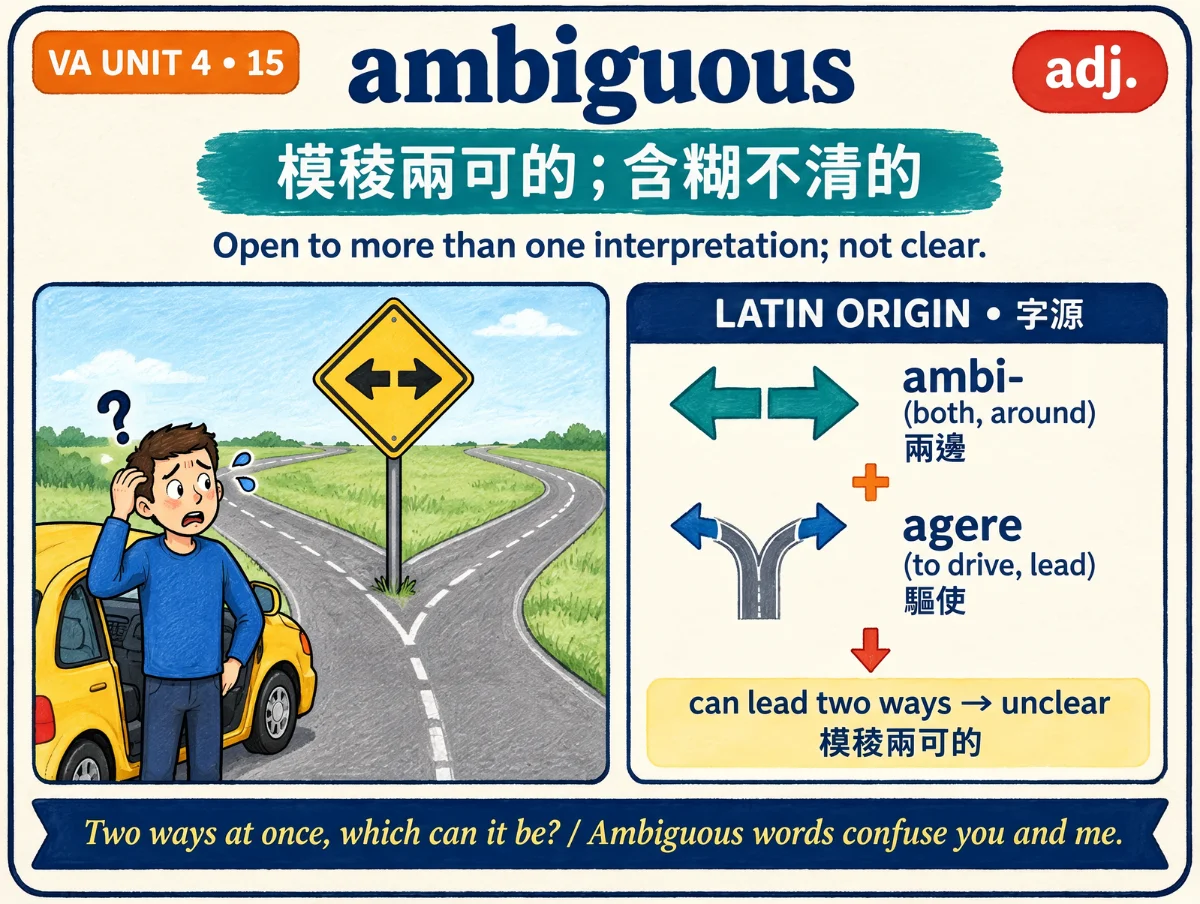 VA UNIT 4 • 15
ambiguous
adj.
模稜兩可的；含糊不清的
Open to more than one interpretation; not clear.
?
LATIN ORIGIN • 字源
ambi-
(both, around)
兩邊
+
agere
(to drive, lead)
驅使
can lead two ways → unclear
模稜兩可的
Two ways at once, which can it be? / Ambiguous words confuse you and me.